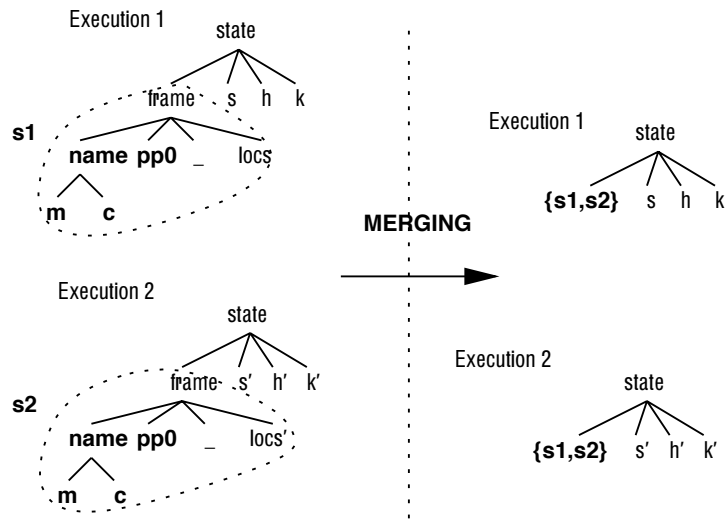 Execution 1
state
frame s h k
s1
name pp0 _ locs
m c
Execution 2
state
frame s' h' k'
s2
name pp0 _ locs'
m c
MERGING
Execution 1
state
{s1,s2} s h k
Execution 2
state
{s1,s2} s' h' k'